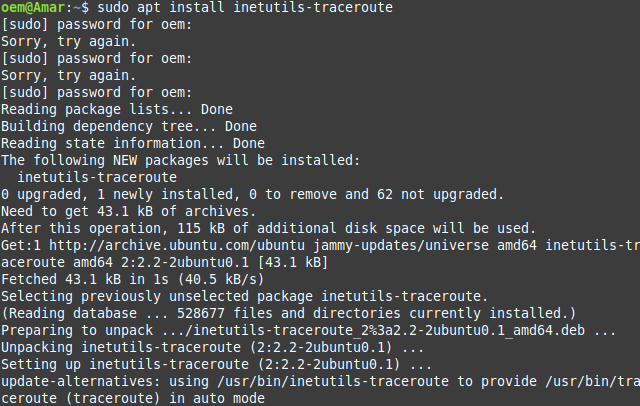 oem@Amar:~$ sudo apt install inetutils-traceroute
[sudo] password for oem:
Sorry, try again.
[sudo] password for oem:
Sorry, try again.
[sudo] password for oem:
Reading package lists... Done
Building dependency tree... Done
Reading state information... Done
The following NEW packages will be installed:
  inetutils-traceroute
0 upgraded, 1 newly installed, 0 to remove and 62 not upgraded.
Need to get 43.1 kB of archives.
After this operation, 115 kB of additional disk space will be used.
Get:1 http://archive.ubuntu.com/ubuntu jammy-updates/universe amd64 inetutils-tr
aceroute amd64 2:2.2-2ubuntu0.1 [43.1 kB]
Fetched 43.1 kB in 1s (40.5 kB/s)
Selecting previously unselected package inetutils-traceroute.
(Reading database ... 528677 files and directories currently installed.)
Preparing to unpack .../inetutils-traceroute_2%3a2.2-2ubuntu0.1_amd64.deb ...
Unpacking inetutils-traceroute (2:2.2-2ubuntu0.1) ...
Setting up inetutils-traceroute (2:2.2-2ubuntu0.1) ...
update-alternatives: using /usr/bin/inetutils-traceroute to provide /usr/bin/tra
ceroute (traceroute) in auto mode